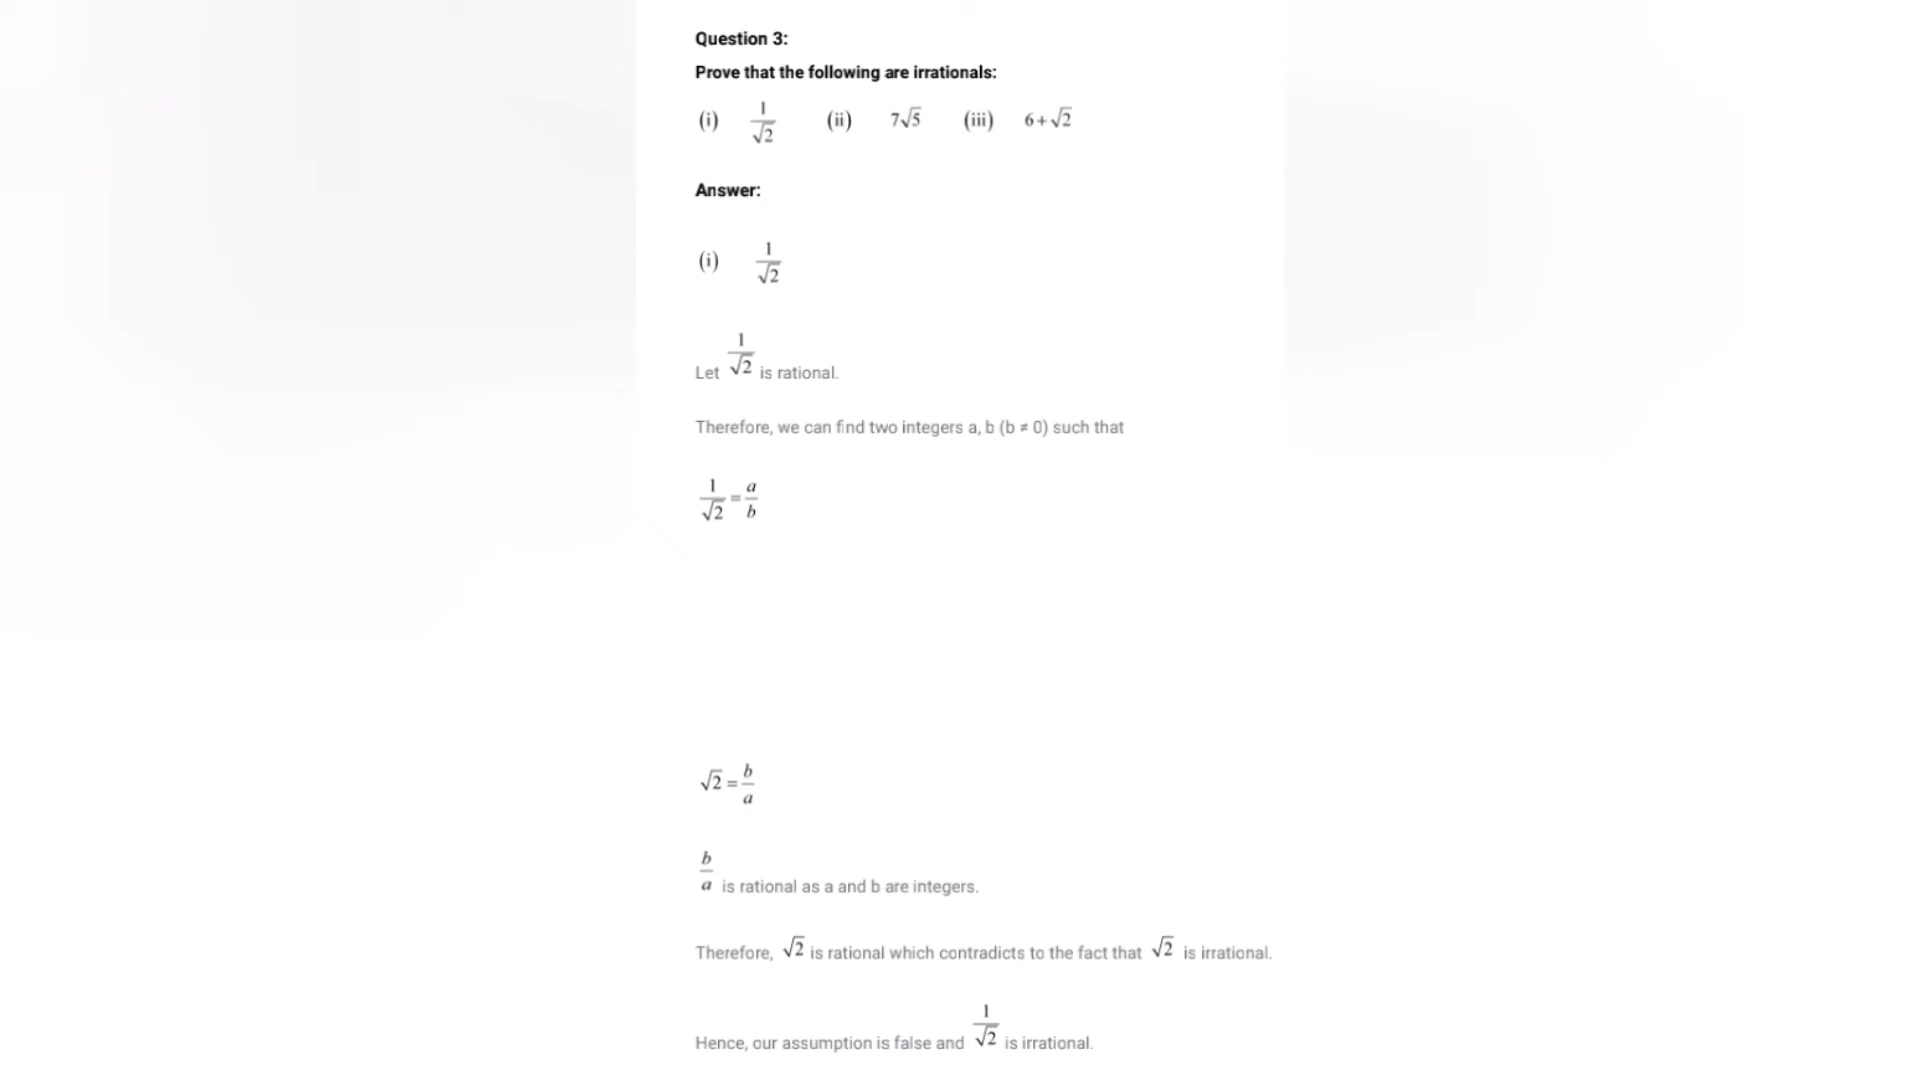 Question 3:
Prove that the following are irrationals:
(i) 1/√2 (ii) 7√5 (iii) 6+√2
Answer:
(i) 1/√2
Let 1/√2 is rational.
Therefore, we can find two integers a, b (b ≠ 0) such that
1/√2 = a/b
√2 = b/a
b/a is rational as a and b are integers.
Therefore, √2 is rational which contradicts to the fact that √2 is irrational.
Hence, our assumption is false and 1/√2 is irrational.